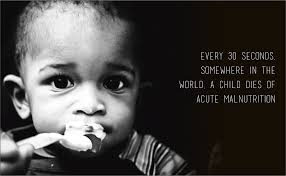 EVERY 30 SECONDS,
SOMEWHERE IN THE
WORLD, A CHILD DIES OF
ACUTE MALNUTRITION